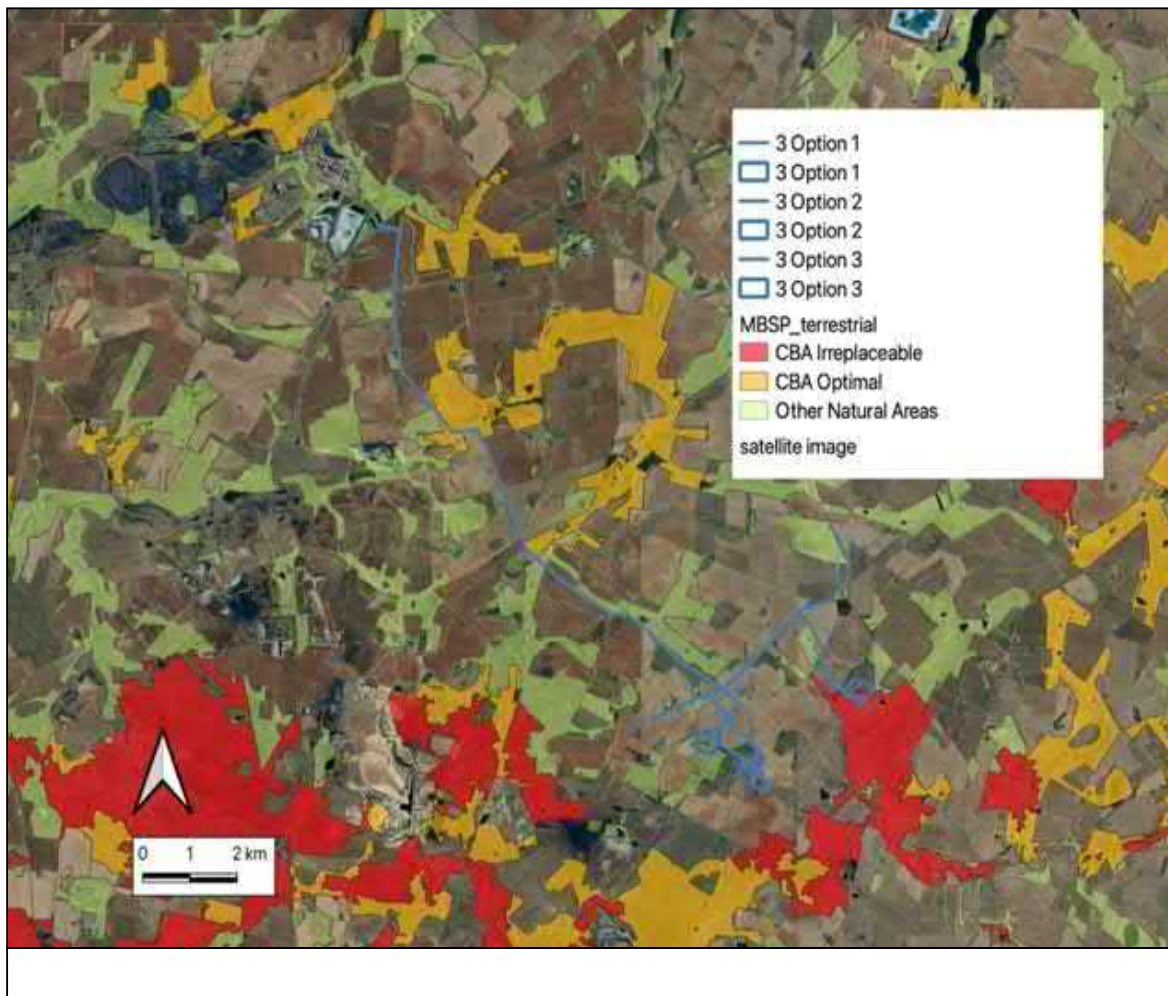 3 Option 1
3 Option 1
3 Option 2
3 Option 2
3 Option 3
3 Option 3
MBSP_terrestrial
CBA Irreplaceable
CBA Optimal
Other Natural Areas
satellite image
0 1 2 km